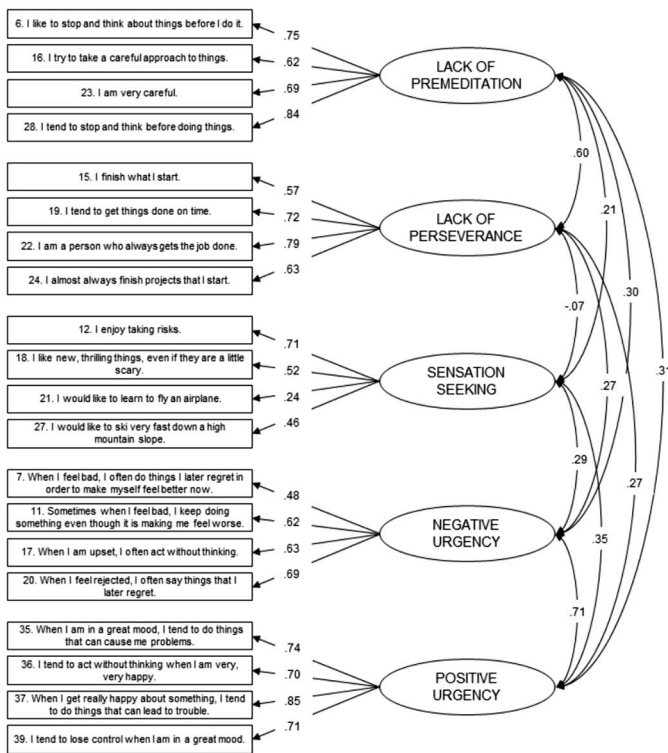 6. I like to stop and think about things before I do it.
.75
16. I try to take a careful approach to things.
.62
23. I am very careful.
.69
28. I tend to stop and think before doing things.
.84
LACK OF
PREMEDITATION
15. I finish what I start.
.57
19. I tend to get things done on time.
.72
22. I am a person who always gets the job done.
.79
24. I almost always finish projects that I start.
.63
LACK OF
PERSEVERANCE
12. I enjoy taking risks.
.71
18. I like new, thrilling things, even if they are a little
scary.
.52
21. I would like to learn to fly an airplane.
.24
27. I would like to ski very fast down a high
mountain slope.
.46
SENSATION
SEEKING
7. When I feel bad, I often do things I later regret in
order to make myself feel better now.
.48
11. Sometimes when I feel bad, I keep doing
something even though it is making me feel worse.
.62
17. When I am upset, I often act without thinking.
.63
20. When I feel rejected, I often say things that I
later regret.
.69
NEGATIVE
URGENCY
35. When I am in a great mood, I tend to do things
that can cause me problems.
.74
36. I tend to act without thinking when I am very,
very happy.
.70
37. When I get really happy about something, I tend
to do things that can lead to trouble.
.85
39. I tend to lose control when I am in a great mood.
.71
POSITIVE
URGENCY
.60
.21
.30
.31
-.07
.27
.27
.29
.35
.71